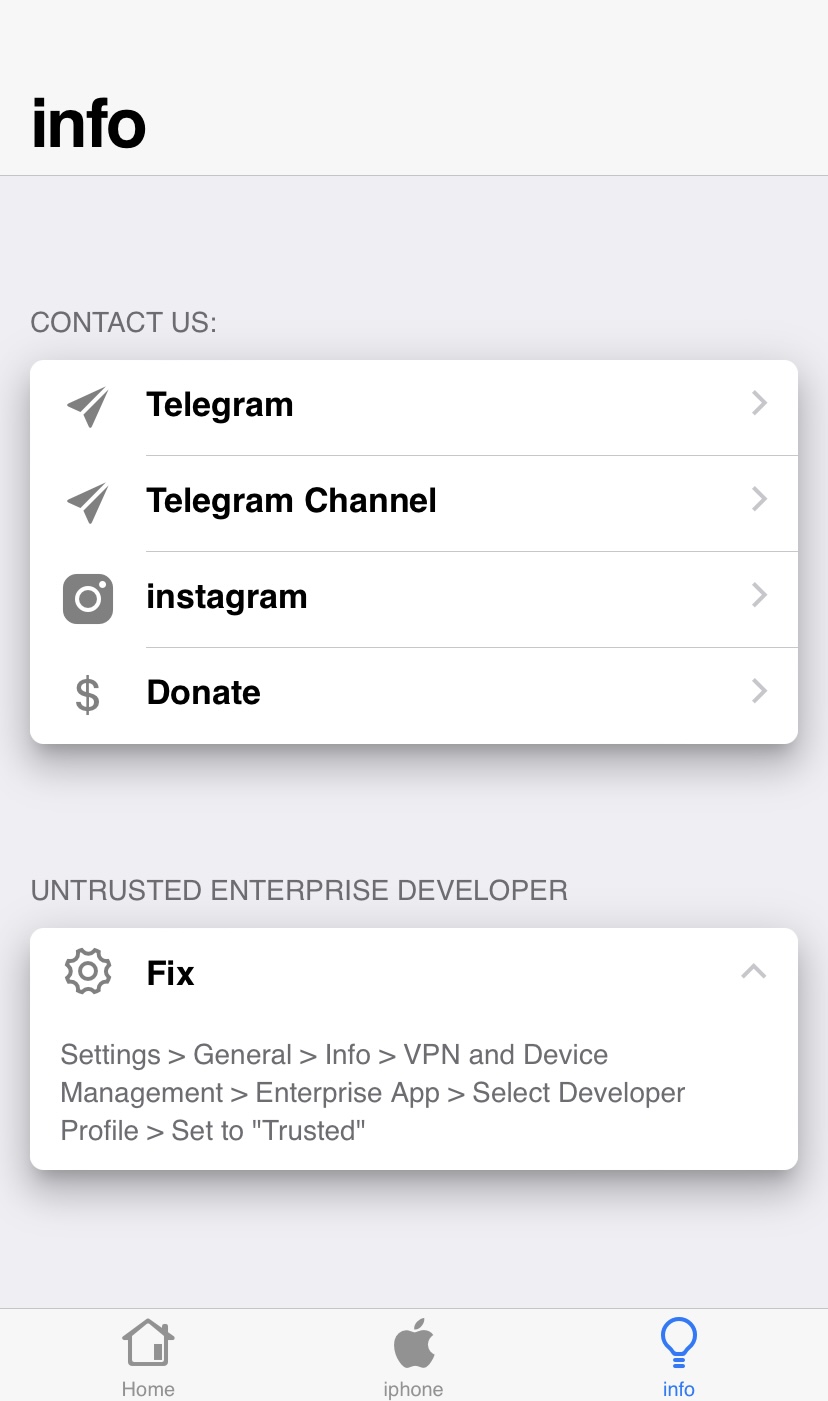 info
CONTACT US:
Telegram
Telegram Channel
instagram
$ Donate
UNTRUSTED ENTERPRISE DEVELOPER
Fix
Settings > General > Info > VPN and Device
Management > Enterprise App > Select Developer
Profile > Set to "Trusted"
Home
iphone
info